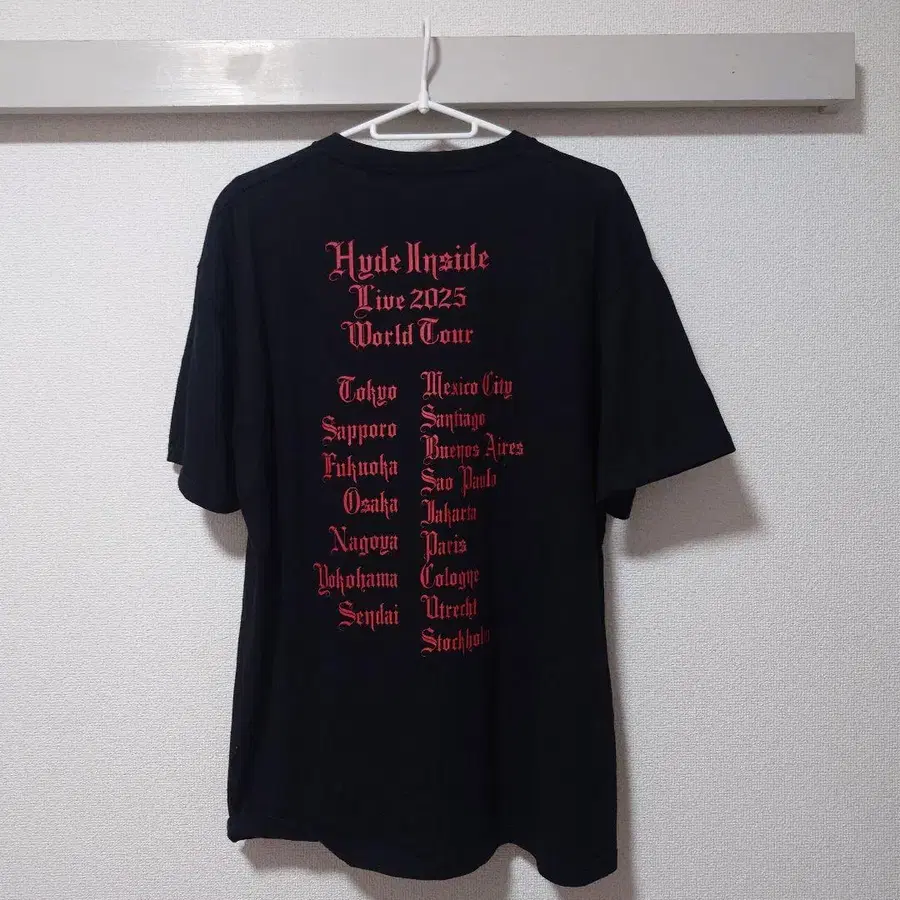 Hyde Inside
Live 2025
World Tour
Tokyo
Sapporo
Fukuoka
Osaka
Nagoya
Yokohama
Sendai
Mexico City
Santiago
Buenos Aires
Sao Paulo
Jakarta
Paris
Cologne
Utrecht
Stockholm